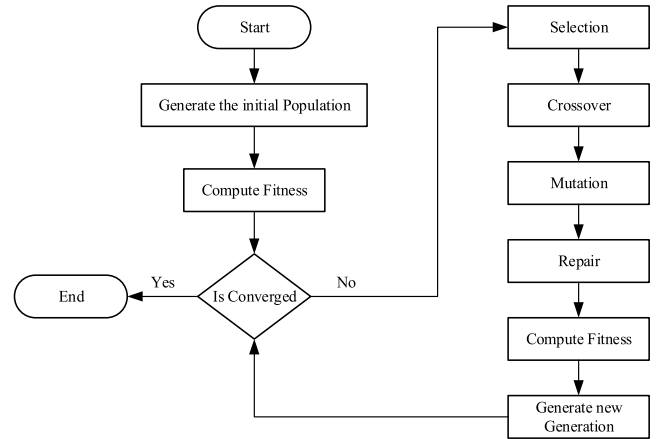 Start
Generate the initial Population
Compute Fitness
Is Converged
Yes
End
No
Selection
Crossover
Mutation
Repair
Compute Fitness
Generate new
Generation